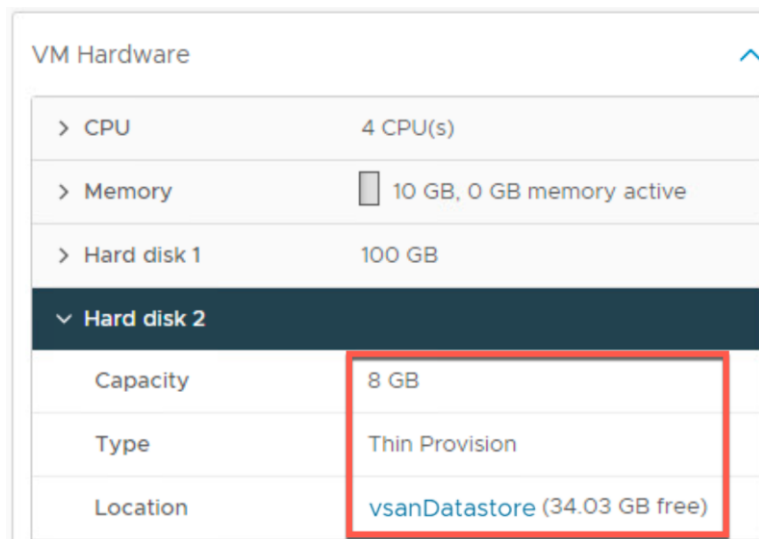 VM Hardware
CPU 4 CPU(s)
Memory 10 GB, 0 GB memory active
Hard disk 1 100 GB
Hard disk 2
Capacity 8 GB
Type Thin Provision
Location vsanDatastore (34.03 GB free)